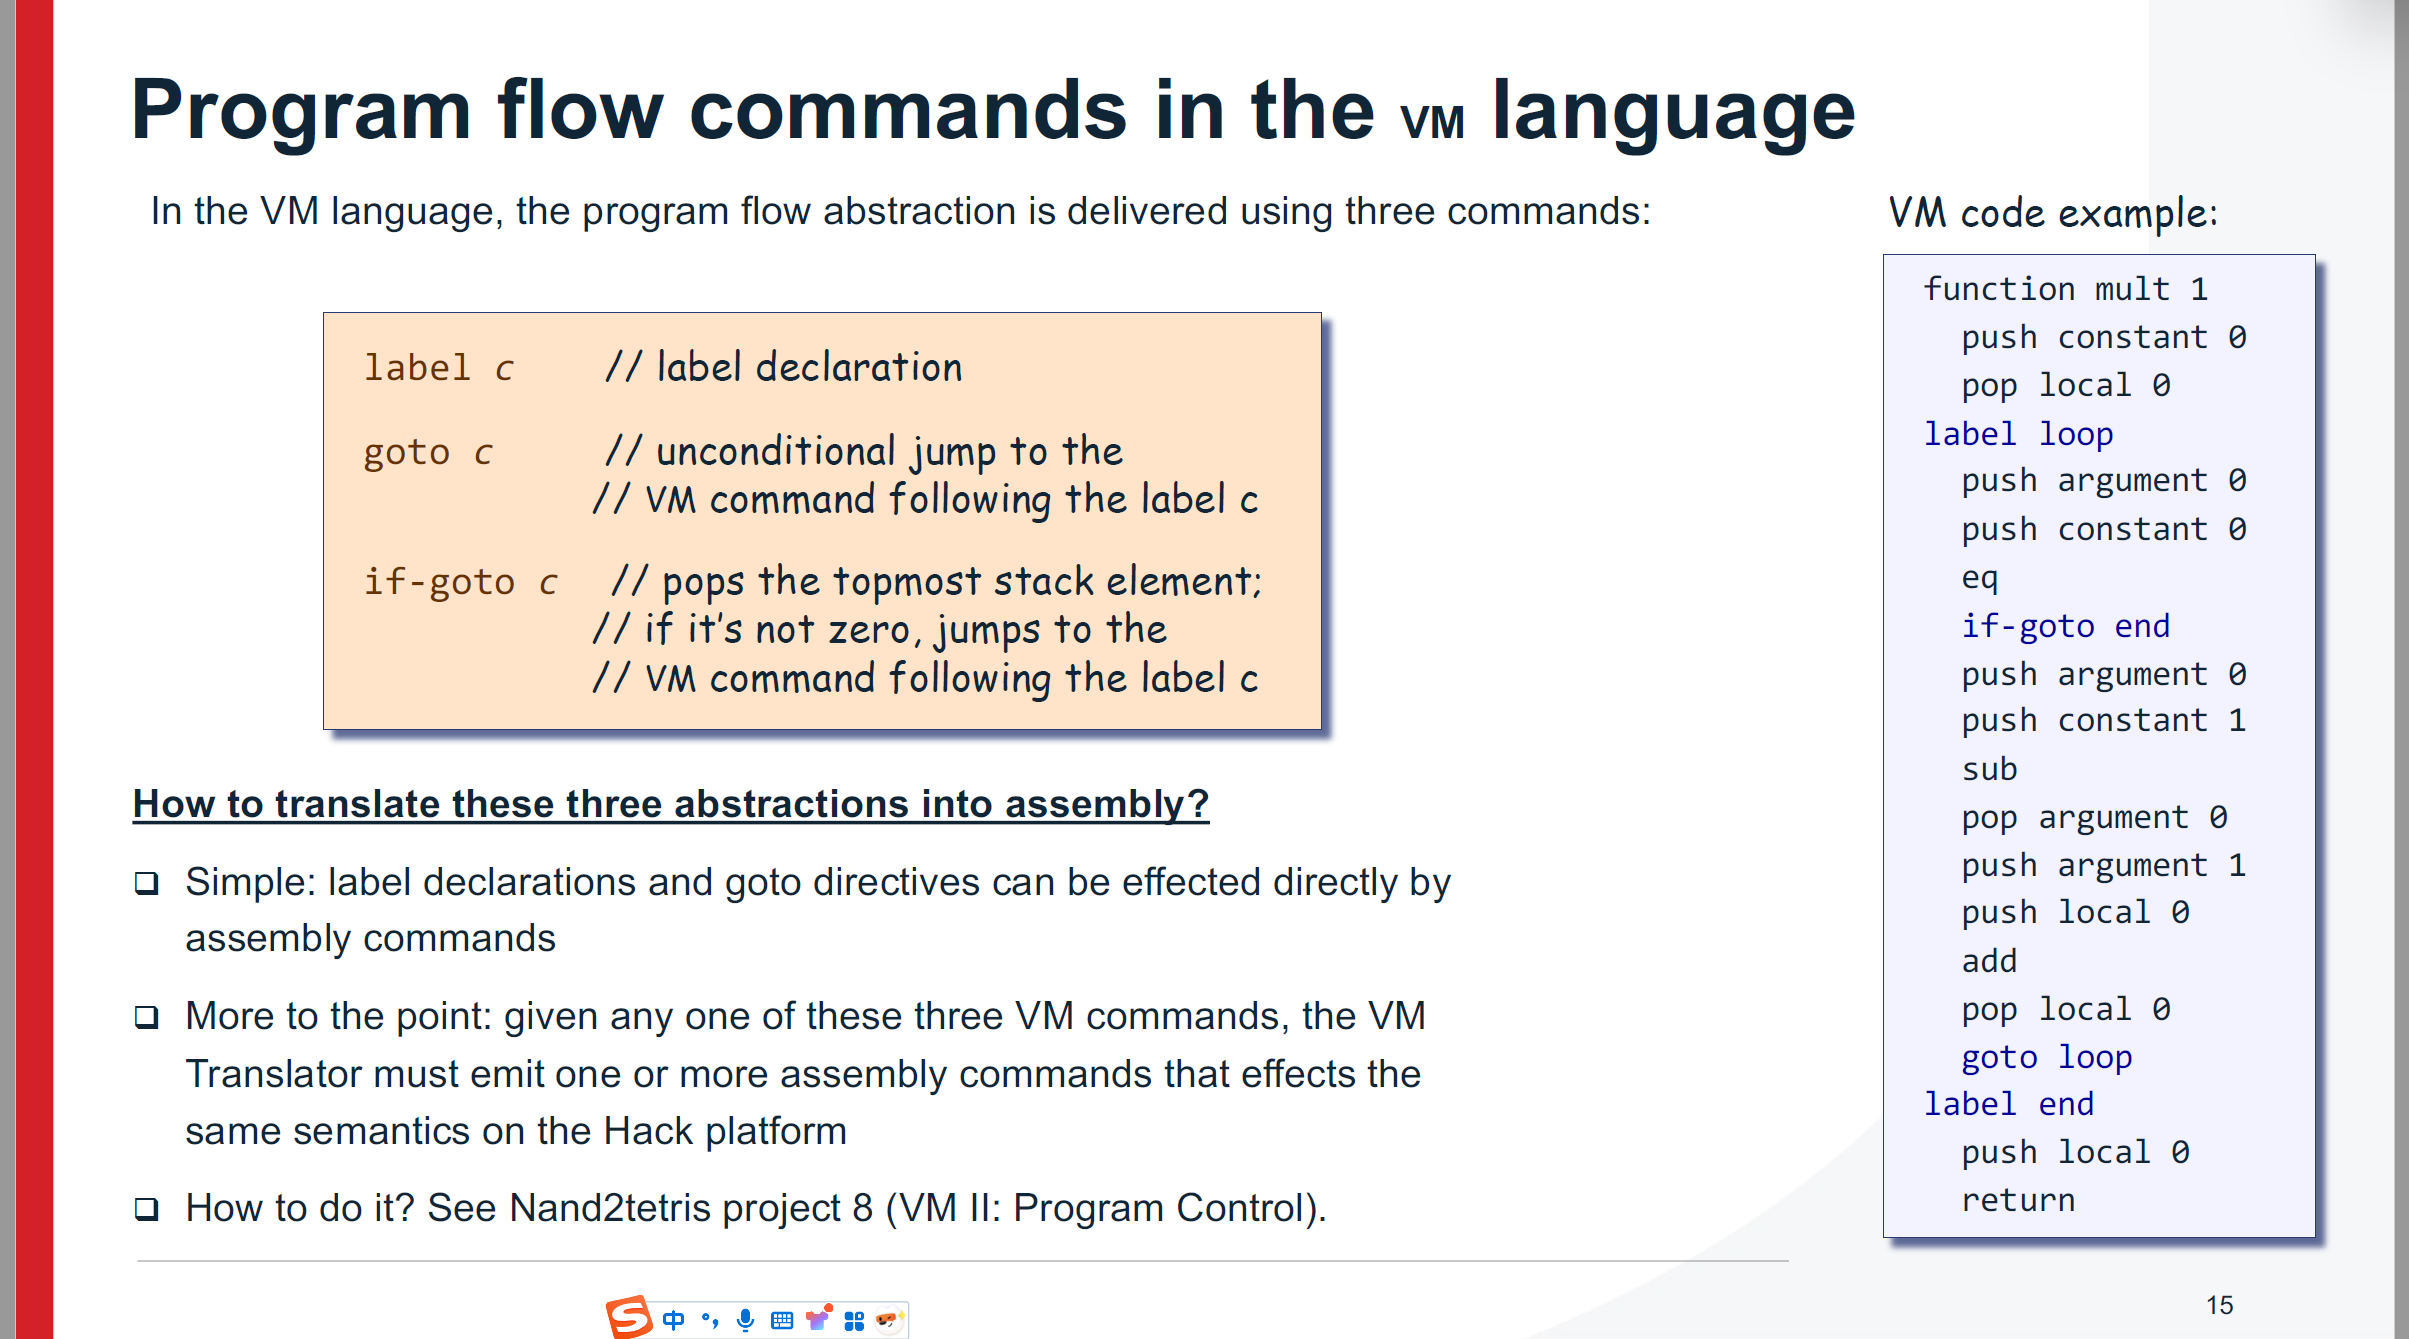 Program flow commands in the VM language
In the VM language, the program flow abstraction is delivered using three commands:
label c // label declaration
goto c // unconditional jump to the
// VM command following the label c
if-goto c // pops the topmost stack element;
// if it's not zero, jumps to the
// VM command following the label c
How to translate these three abstractions into assembly?
❑ Simple: label declarations and goto directives can be effected directly by
assembly commands
❑ More to the point: given any one of these three VM commands, the VM
Translator must emit one or more assembly commands that effects the
same semantics on the Hack platform
❑ How to do it? See Nand2tetris project 8 (VM II: Program Control).
VM code example:
function mult 1
push constant 0
pop local 0
label loop
push argument 0
push constant 0
eq
if-goto end
push argument 0
push constant 1
sub
pop argument 0
push argument 1
push local 0
add
pop local 0
goto loop
label end
push local 0
return
S 中 °,
15